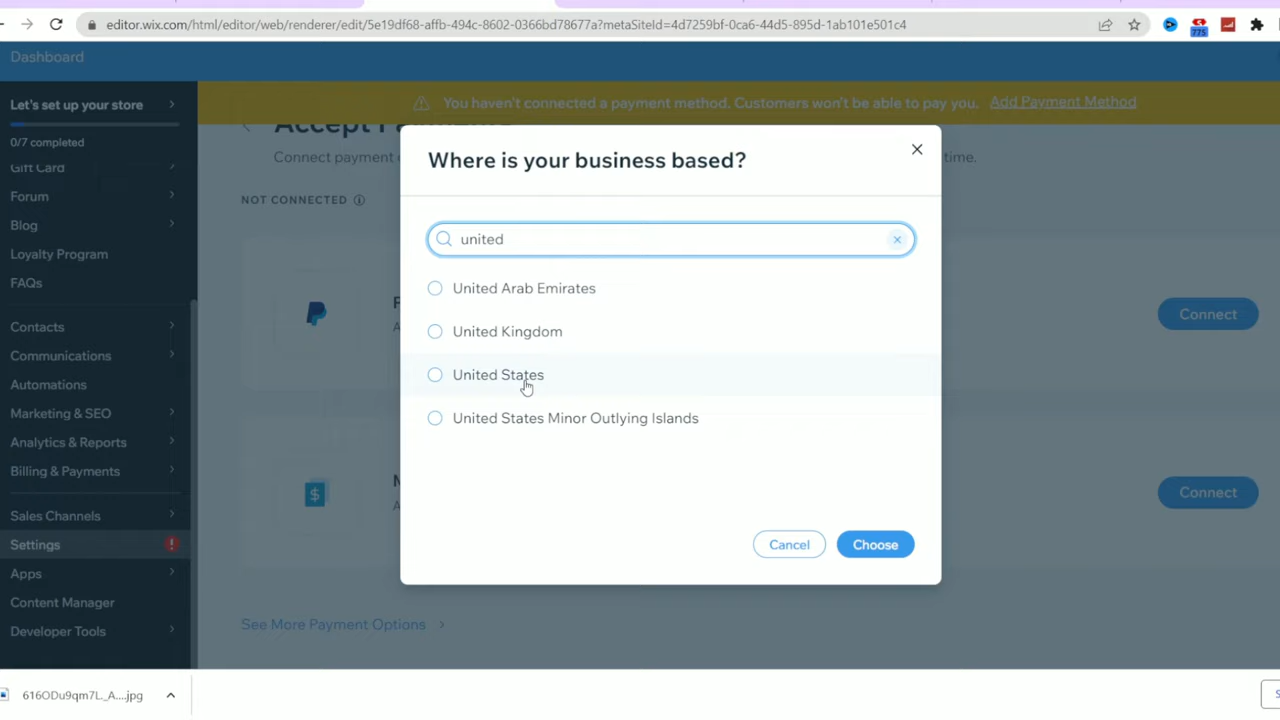 editor.wix.com/html/editor/web/renderer/edit/5e19df68-affb-494c-8602-0366bd78677a?metaSiteId=4d7259bf-0ca6-44d5-895d-1ab101e501c4
775
Dashboard
Let's set up your store
0/7 completed
Gift Card
Forum
Blog
Loyalty Program
FAQs
Contacts
Communications
Automations
Marketing & SEO
Analytics & Reports
Billing & Payments
Sales Channels
Settings
Apps
Content Manager
Developer Tools
You haven't connected a payment method. Customers won't be able to pay you. Add Payment Method
Accept
Connect payment
time.
NOT CONNECTED
Connect
Connect
See More Payment Options
Where is your business based?
united
United Arab Emirates
United Kingdom
United States
United States Minor Outlying Islands
Cancel
Choose
616ODu9qm7L._A....jpg